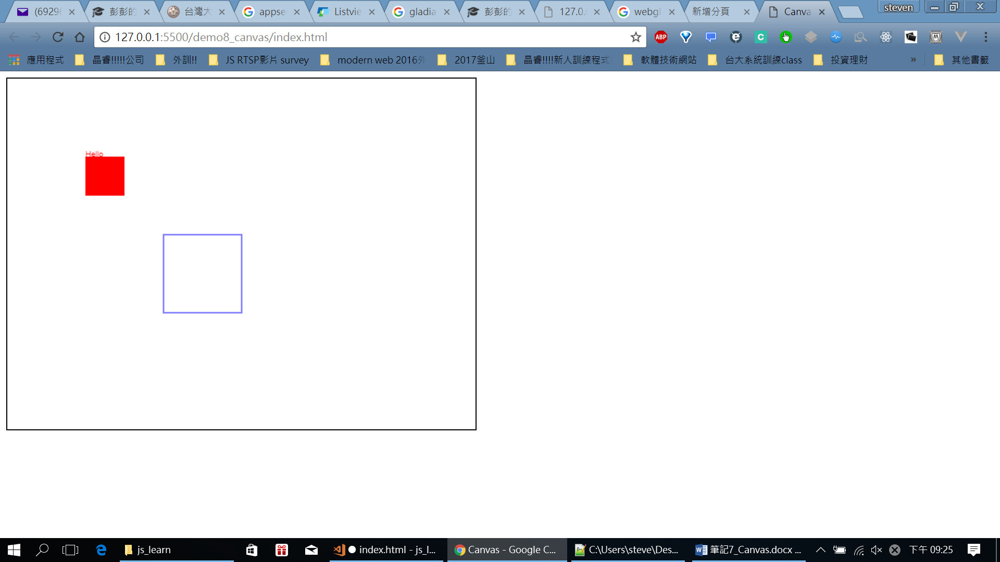 (6929
彭彭的
台灣大
appse
Listvie
gladia
彭彭的
127.0.
webgl
新增分頁
Canva
steven
127.0.0.1:5500/demo8_canvas/index.html
ABP
應用程式
晶睿!!!!!公司
外訓!!
JS RTSP影片 survey
modern web 2016外
2017釜山
晶睿!!!!新人訓練程式
軟體技術網站
台大系統訓練class
投資理財
»
其他書籤
Hello
js_learn
index.html - js_l...
Canvas - Google C...
C:\Users\steve\Des...
筆記7_Canvas.docx ...
下午 09:25